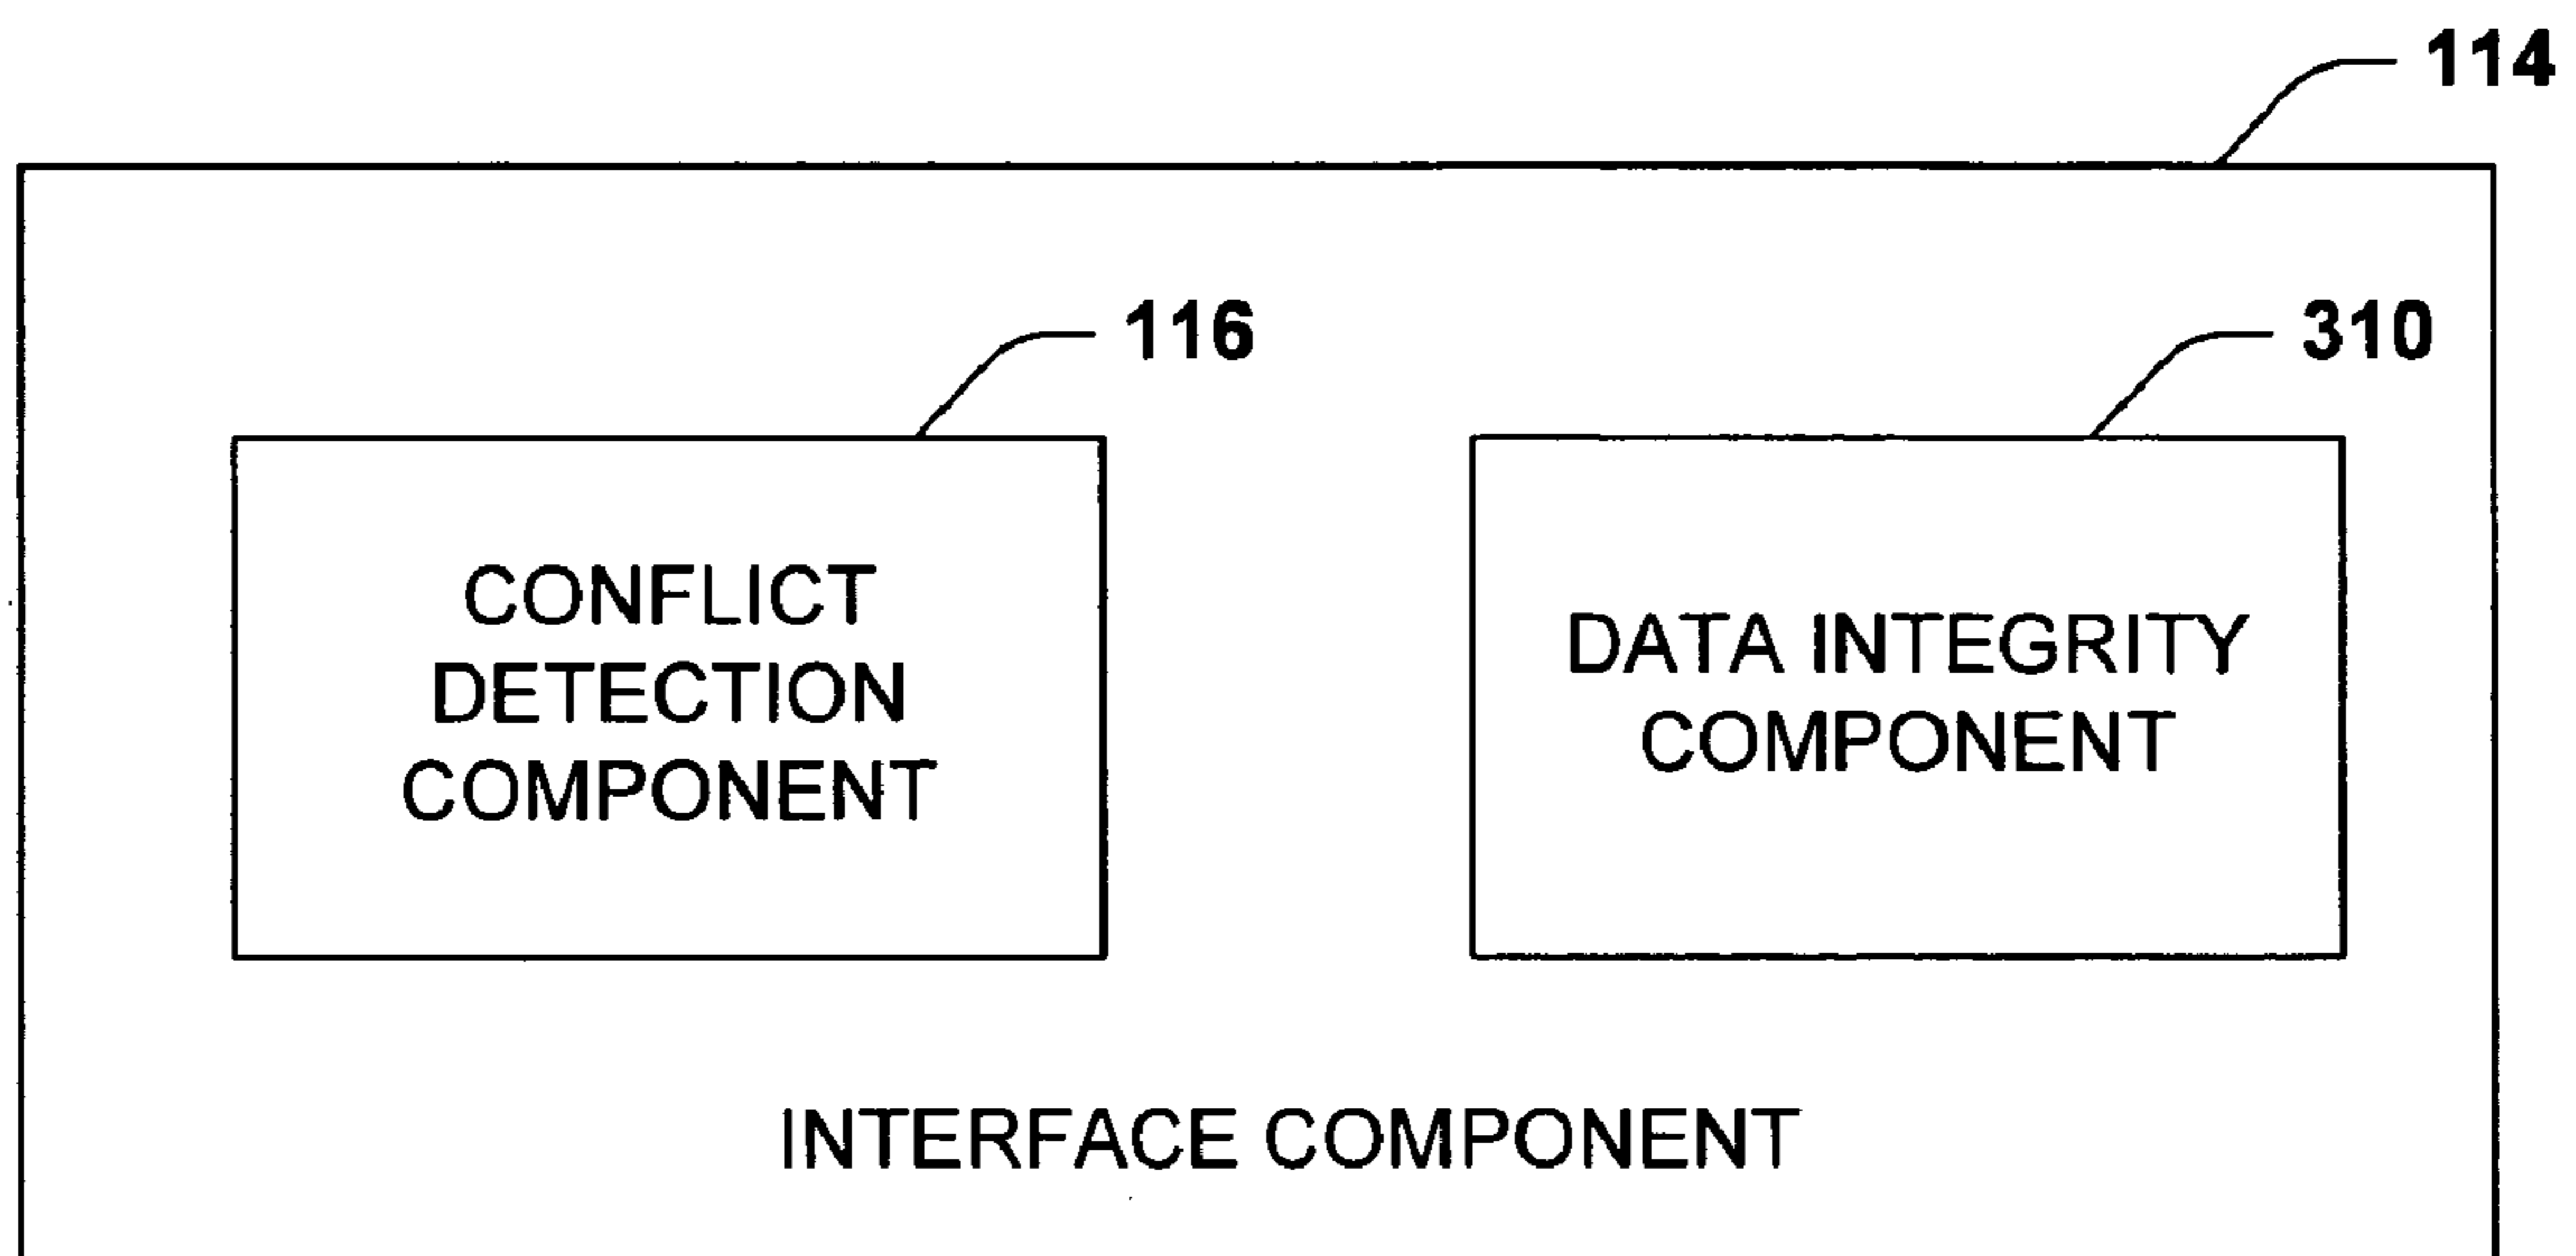 114
116
310
CONFLICT
DETECTION
COMPONENT
DATA INTEGRITY
COMPONENT
INTERFACE COMPONENT